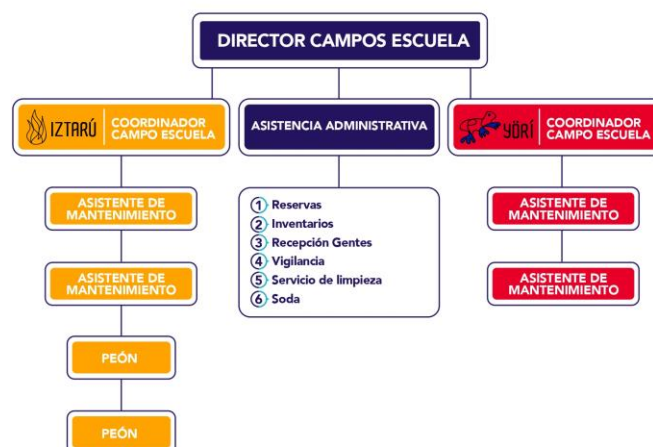 DIRECTOR CAMPOS ESCUELA
IZTARÚ
COORDINADOR
CAMPO ESCUELA
ASISTENCIA ADMINISTRATIVA
YÖRÍ
COORDINADOR
CAMPO ESCUELA
ASISTENTE DE
MANTENIMIENTO
ASISTENTE DE
MANTENIMIENTO
PEÓN
PEÓN
1 Reservas
2 Inventarios
3 Recepción Gentes
4 Vigilancia
5 Servicio de limpieza
6 Soda
ASISTENTE DE
MANTENIMIENTO
ASISTENTE DE
MANTENIMIENTO